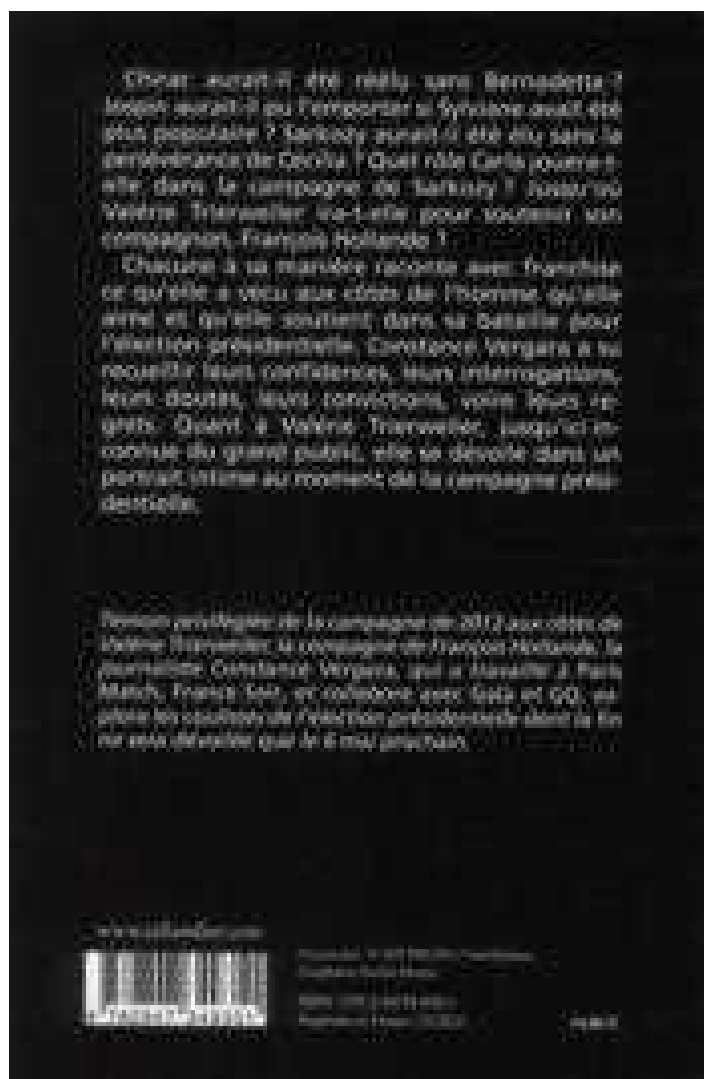 Chirac aurait-il été réélu sans Bernadette ?
Jospin aurait-il pu l'emporter si Sylviane avait été
plus populaire ? Sarkozy aurait-il été élu sans la
persévérance de Cécilia ? Quel rôle Carla jouera-t-
elle dans la campagne de Sarkozy ? Jusqu'où
Valérie Trierweiler ira-t-elle pour soutenir son
compagnon, François Hollande ?
Chacune à sa manière raconte avec franchise
ce qu'elle a vécu aux côtés de l'homme qu'elle
aime et qu'elle soutient dans sa bataille pour
l'élection présidentielle. Constance Vergara a su
recueillir leurs confidences, leurs interrogations,
leurs doutes, leurs convictions, voire leurs re-
grets. Quant à Valérie Trierweiler, jusqu'ici in-
connue du grand public, elle se dévoile dans un
portrait intime au moment de la campagne prési-
dentielle.
Témoin privilégiée de la campagne de 2012 aux côtés de
Valérie Trierweiler, la compagne de François Hollande, la
journaliste Constance Vergara, qui a travaillé à Paris
Match, France Soir, et collabore avec Gala et GQ, ex-
plore les coulisses de l'élection présidentielle dont la fin
ne sera dévoilée que le 6 mai prochain.
www.tallandier.com